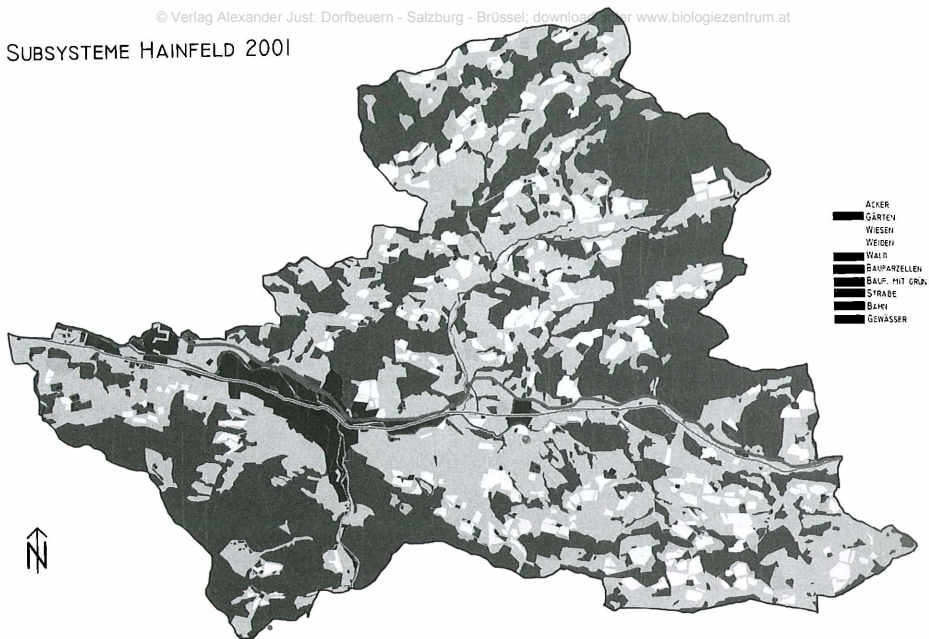 © Verlag Alexander Just: Dorfbeuern - Salzburg - Brüssel; download unter www.biologiezentrum.at
SUBSYSTEME HAINFELD 2001
ACKER
GÄRTEN
WIESEN
WEIDEN
WALD
BAUPARZELLEN
BAUP. MIT GRÜN
STRAßE
BAHN
GEWÄSSER
N